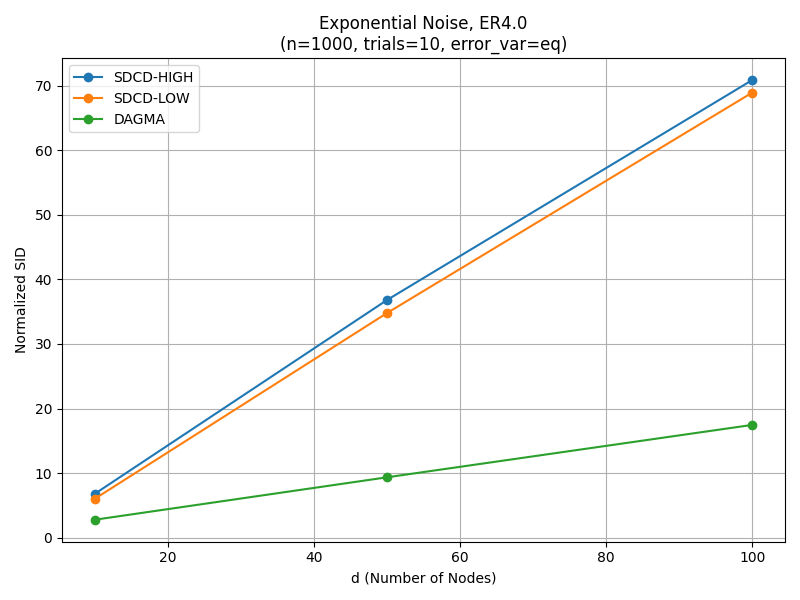 Exponential Noise, ER4.0
(n=1000, trials=10, error_var=eq)
SDCD-HIGH
SDCD-LOW
DAGMA
Normalized SID
70
60
50
40
30
20
10
0
20 40 60 80 100
d (Number of Nodes)